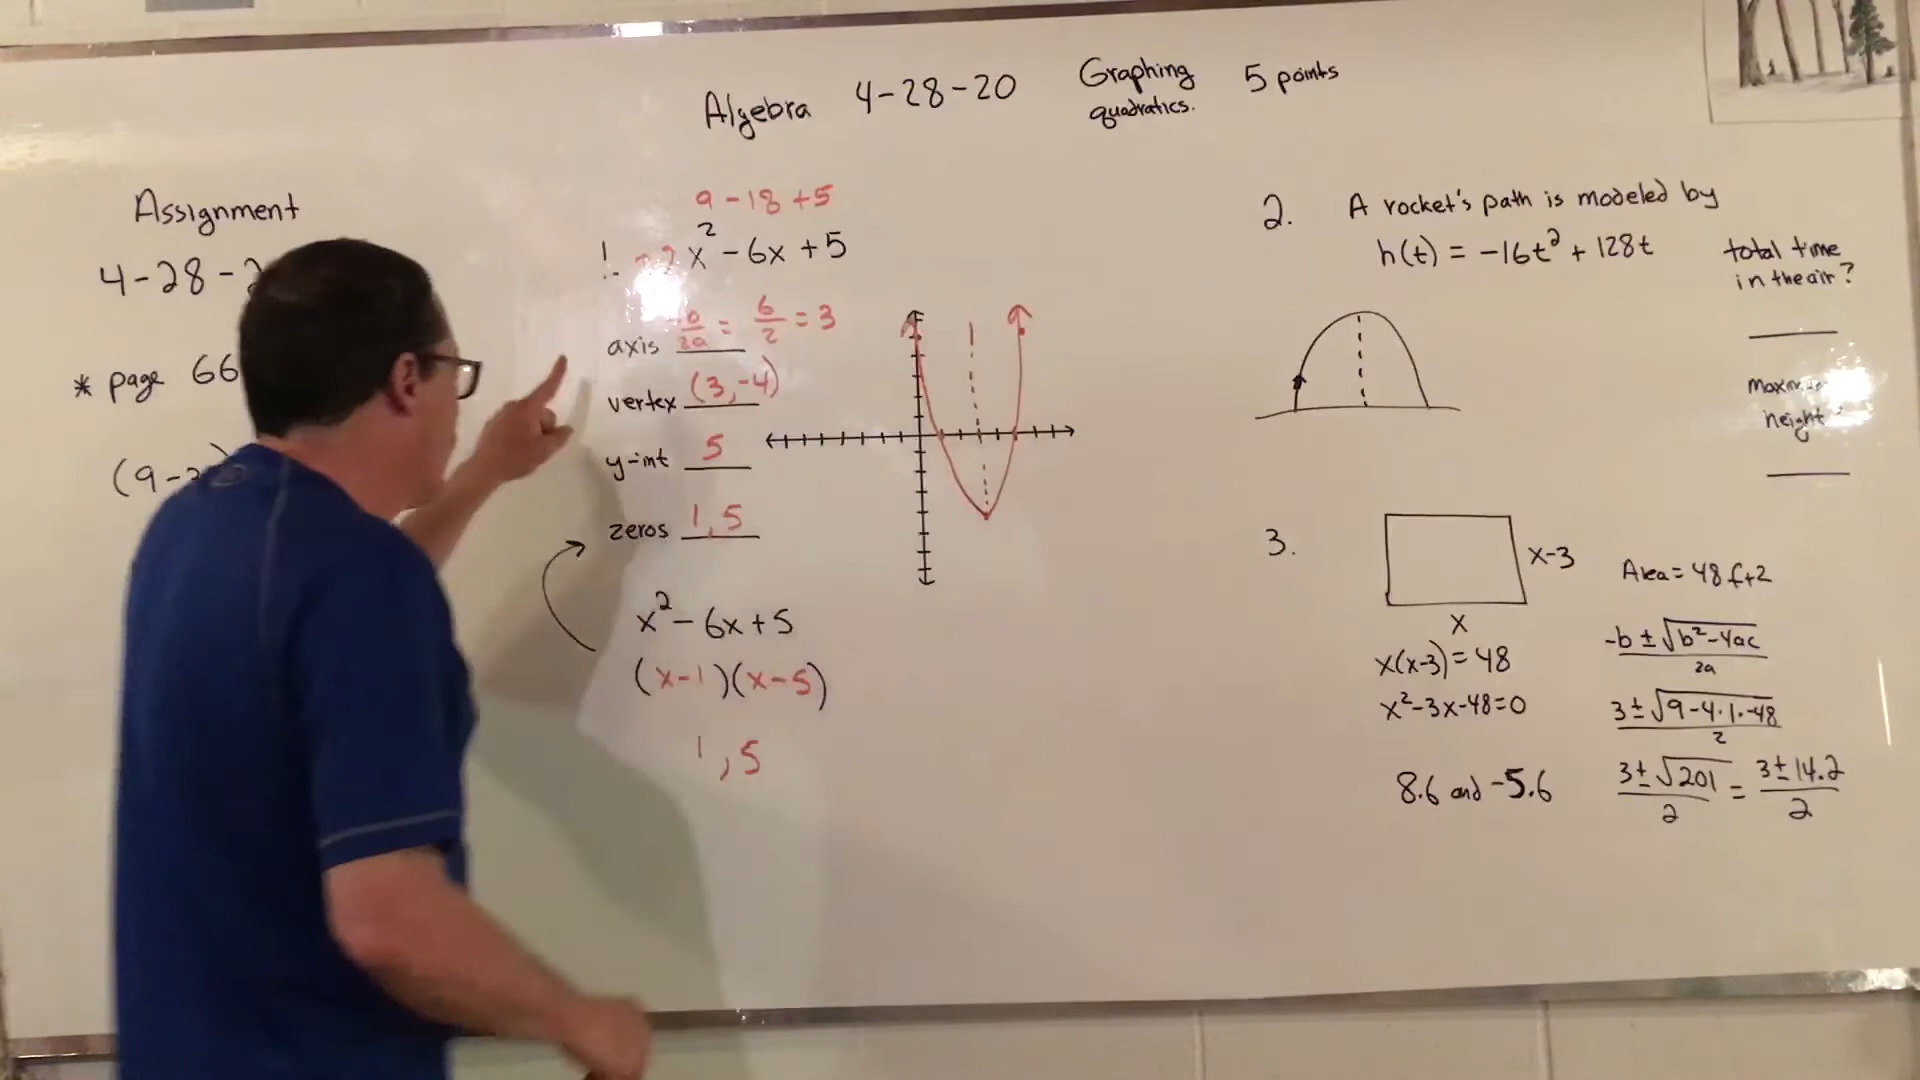 Algebra 4-28-20 Graphing quadratics. 5 points
Assignment
4-28-2
* page 66
(9-
9 - 18 + 5
1. x² - 6x + 5
axis -b/2a = 6/2 = 3
vertex (3, -4)
y-int 5
zeros 1, 5
x² - 6x + 5
(x-1)(x-5)
1, 5
2. A rocket's path is modeled by
h(t) = -16t² + 128t
total time
in the air?
height
3.
x-3
x
Area = 48 ft2
x(x-3) = 48
x²-3x-48=0
8.6 and -5.6
-b ± √b²-4ac / 2a
3 ± √9-4·1·-48 / 2
3 ± √201 / 2 = 3 ± 14.2 / 2